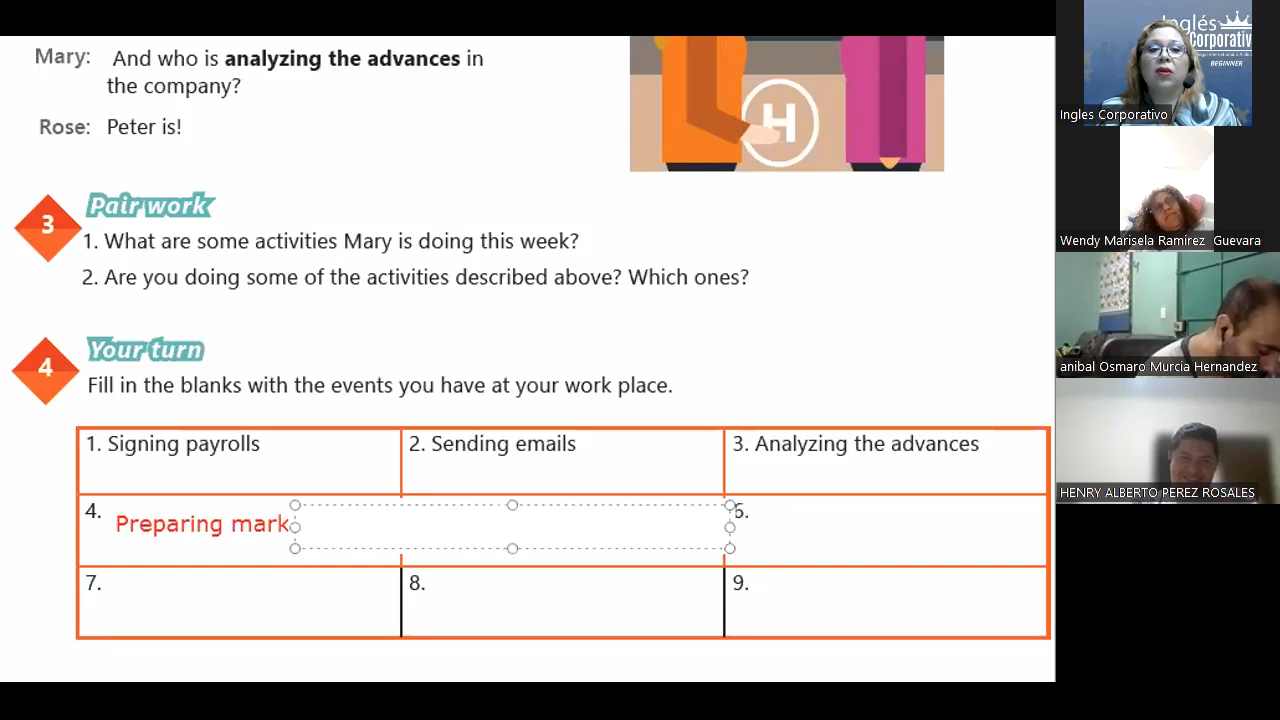 Mary: And who is analyzing the advances in
the company?
Rose: Peter is!
H
3 Pair work
1. What are some activities Mary is doing this week?
2. Are you doing some of the activities described above? Which ones?
4 Your turn
Fill in the blanks with the events you have at your work place.
1. Signing payrolls 2. Sending emails 3. Analyzing the advances
4. Preparing mark
7. 8. 9.
Inglés
Corporativ
BEGINNER
Ingles Corporativo
Wendy Marisela Ramirez Guevara
anibal Osmaro Murcia Hernandez
HENRY ALBERTO PEREZ ROSALES